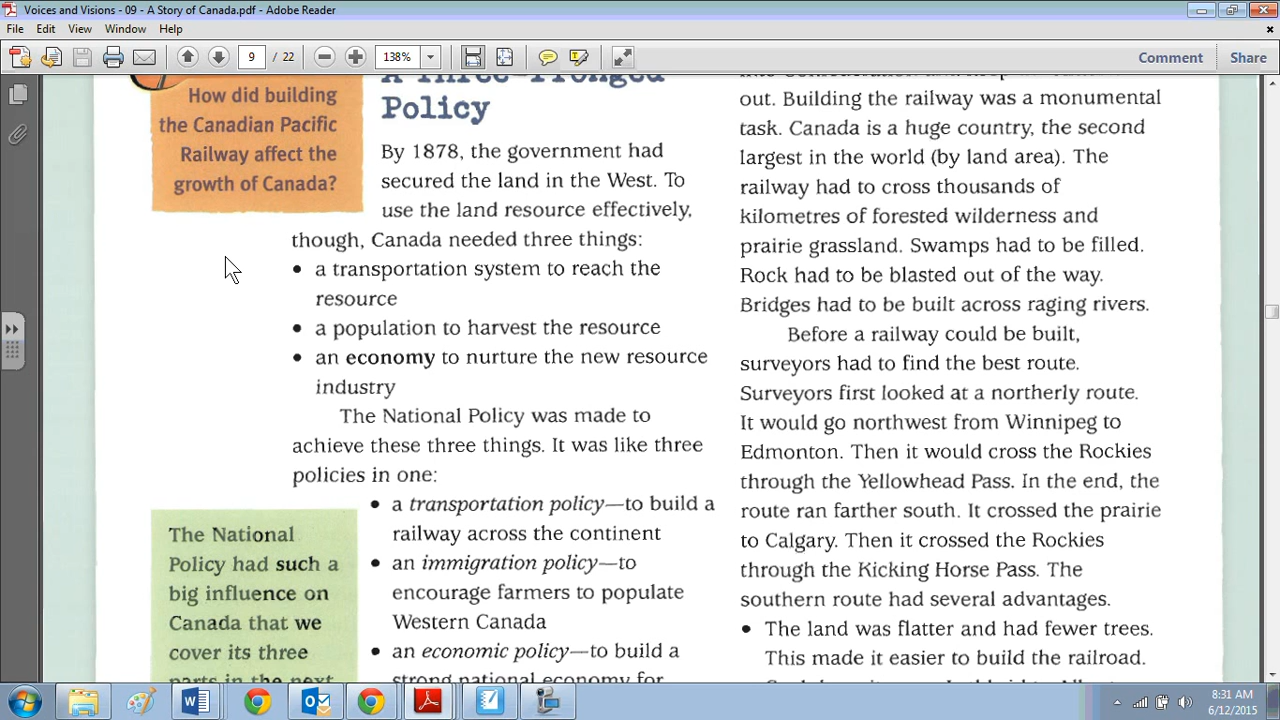 Voices and Visions - 09 - A Story of Canada.pdf - Adobe Reader
File Edit View Window Help
9 / 22 138% Comment Share
How did building
the Canadian Pacific
Railway affect the
growth of Canada?
A Three-Pronged
Policy
By 1878, the government had
secured the land in the West. To
use the land resource effectively,
though, Canada needed three things:
• a transportation system to reach the
resource
• a population to harvest the resource
• an economy to nurture the new resource
industry
The National Policy was made to
achieve these three things. It was like three
policies in one:
• a transportation policy—to build a
railway across the continent
• an immigration policy—to
encourage farmers to populate
Western Canada
• an economic policy—to build a
strong national economy for
The National
Policy had such a
big influence on
Canada that we
cover its three
parts in the next
out. Building the railway was a monumental
task. Canada is a huge country, the second
largest in the world (by land area). The
railway had to cross thousands of
kilometres of forested wilderness and
prairie grassland. Swamps had to be filled.
Rock had to be blasted out of the way.
Bridges had to be built across raging rivers.
Before a railway could be built,
surveyors had to find the best route.
Surveyors first looked at a northerly route.
It would go northwest from Winnipeg to
Edmonton. Then it would cross the Rockies
through the Yellowhead Pass. In the end, the
route ran farther south. It crossed the prairie
to Calgary. Then it crossed the Rockies
through the Kicking Horse Pass. The
southern route had several advantages.
• The land was flatter and had fewer trees.
This made it easier to build the railroad.
8:31 AM
6/12/2015